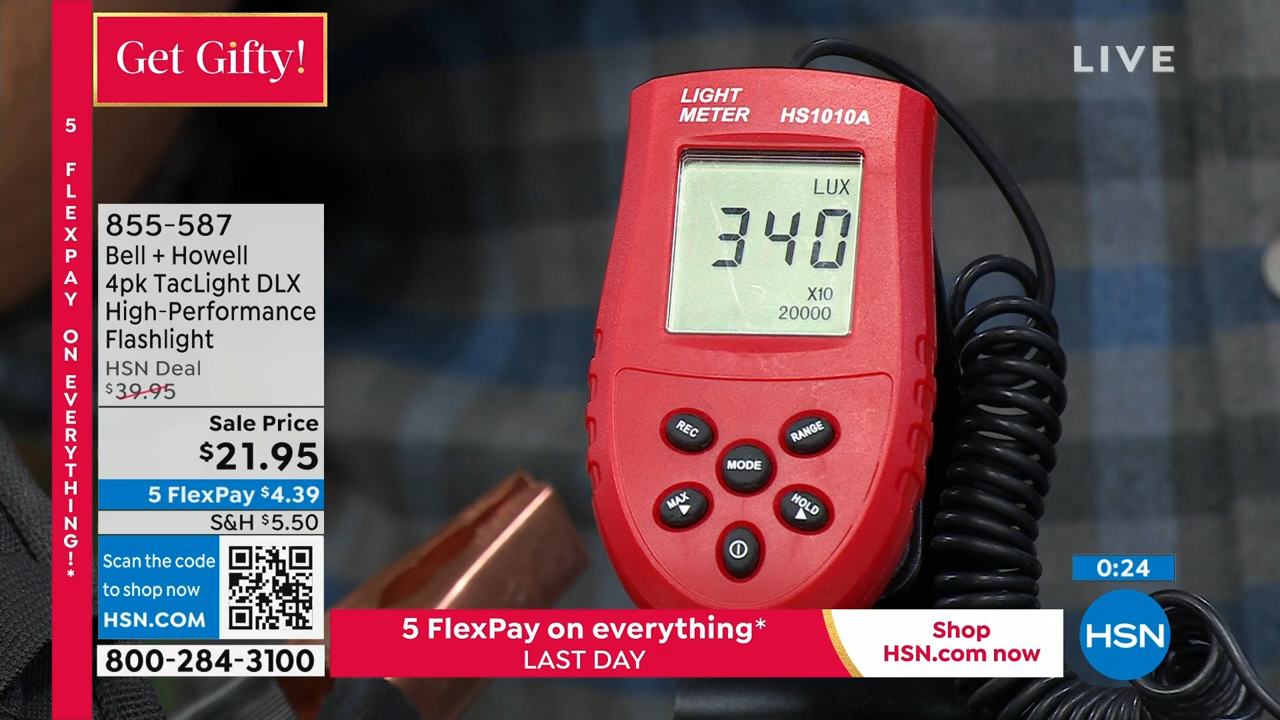 Get Gifty!
LIVE
5 FLEXPAY ON EVERYTHING!*
855-587
Bell + Howell
4pk TacLight DLX
High-Performance
Flashlight
HSN Deal
$39.95
Sale Price
$21.95
5 FlexPay $4.39
S&H $5.50
Scan the code
to shop now
HSN.COM
800-284-3100
LIGHT
METER
HS1010A
LUX
340
X10
20000
REC
RANGE
MODE
MAX
HOLD
0:24
HSN
5 FlexPay on everything*
LAST DAY
Shop
HSN.com now